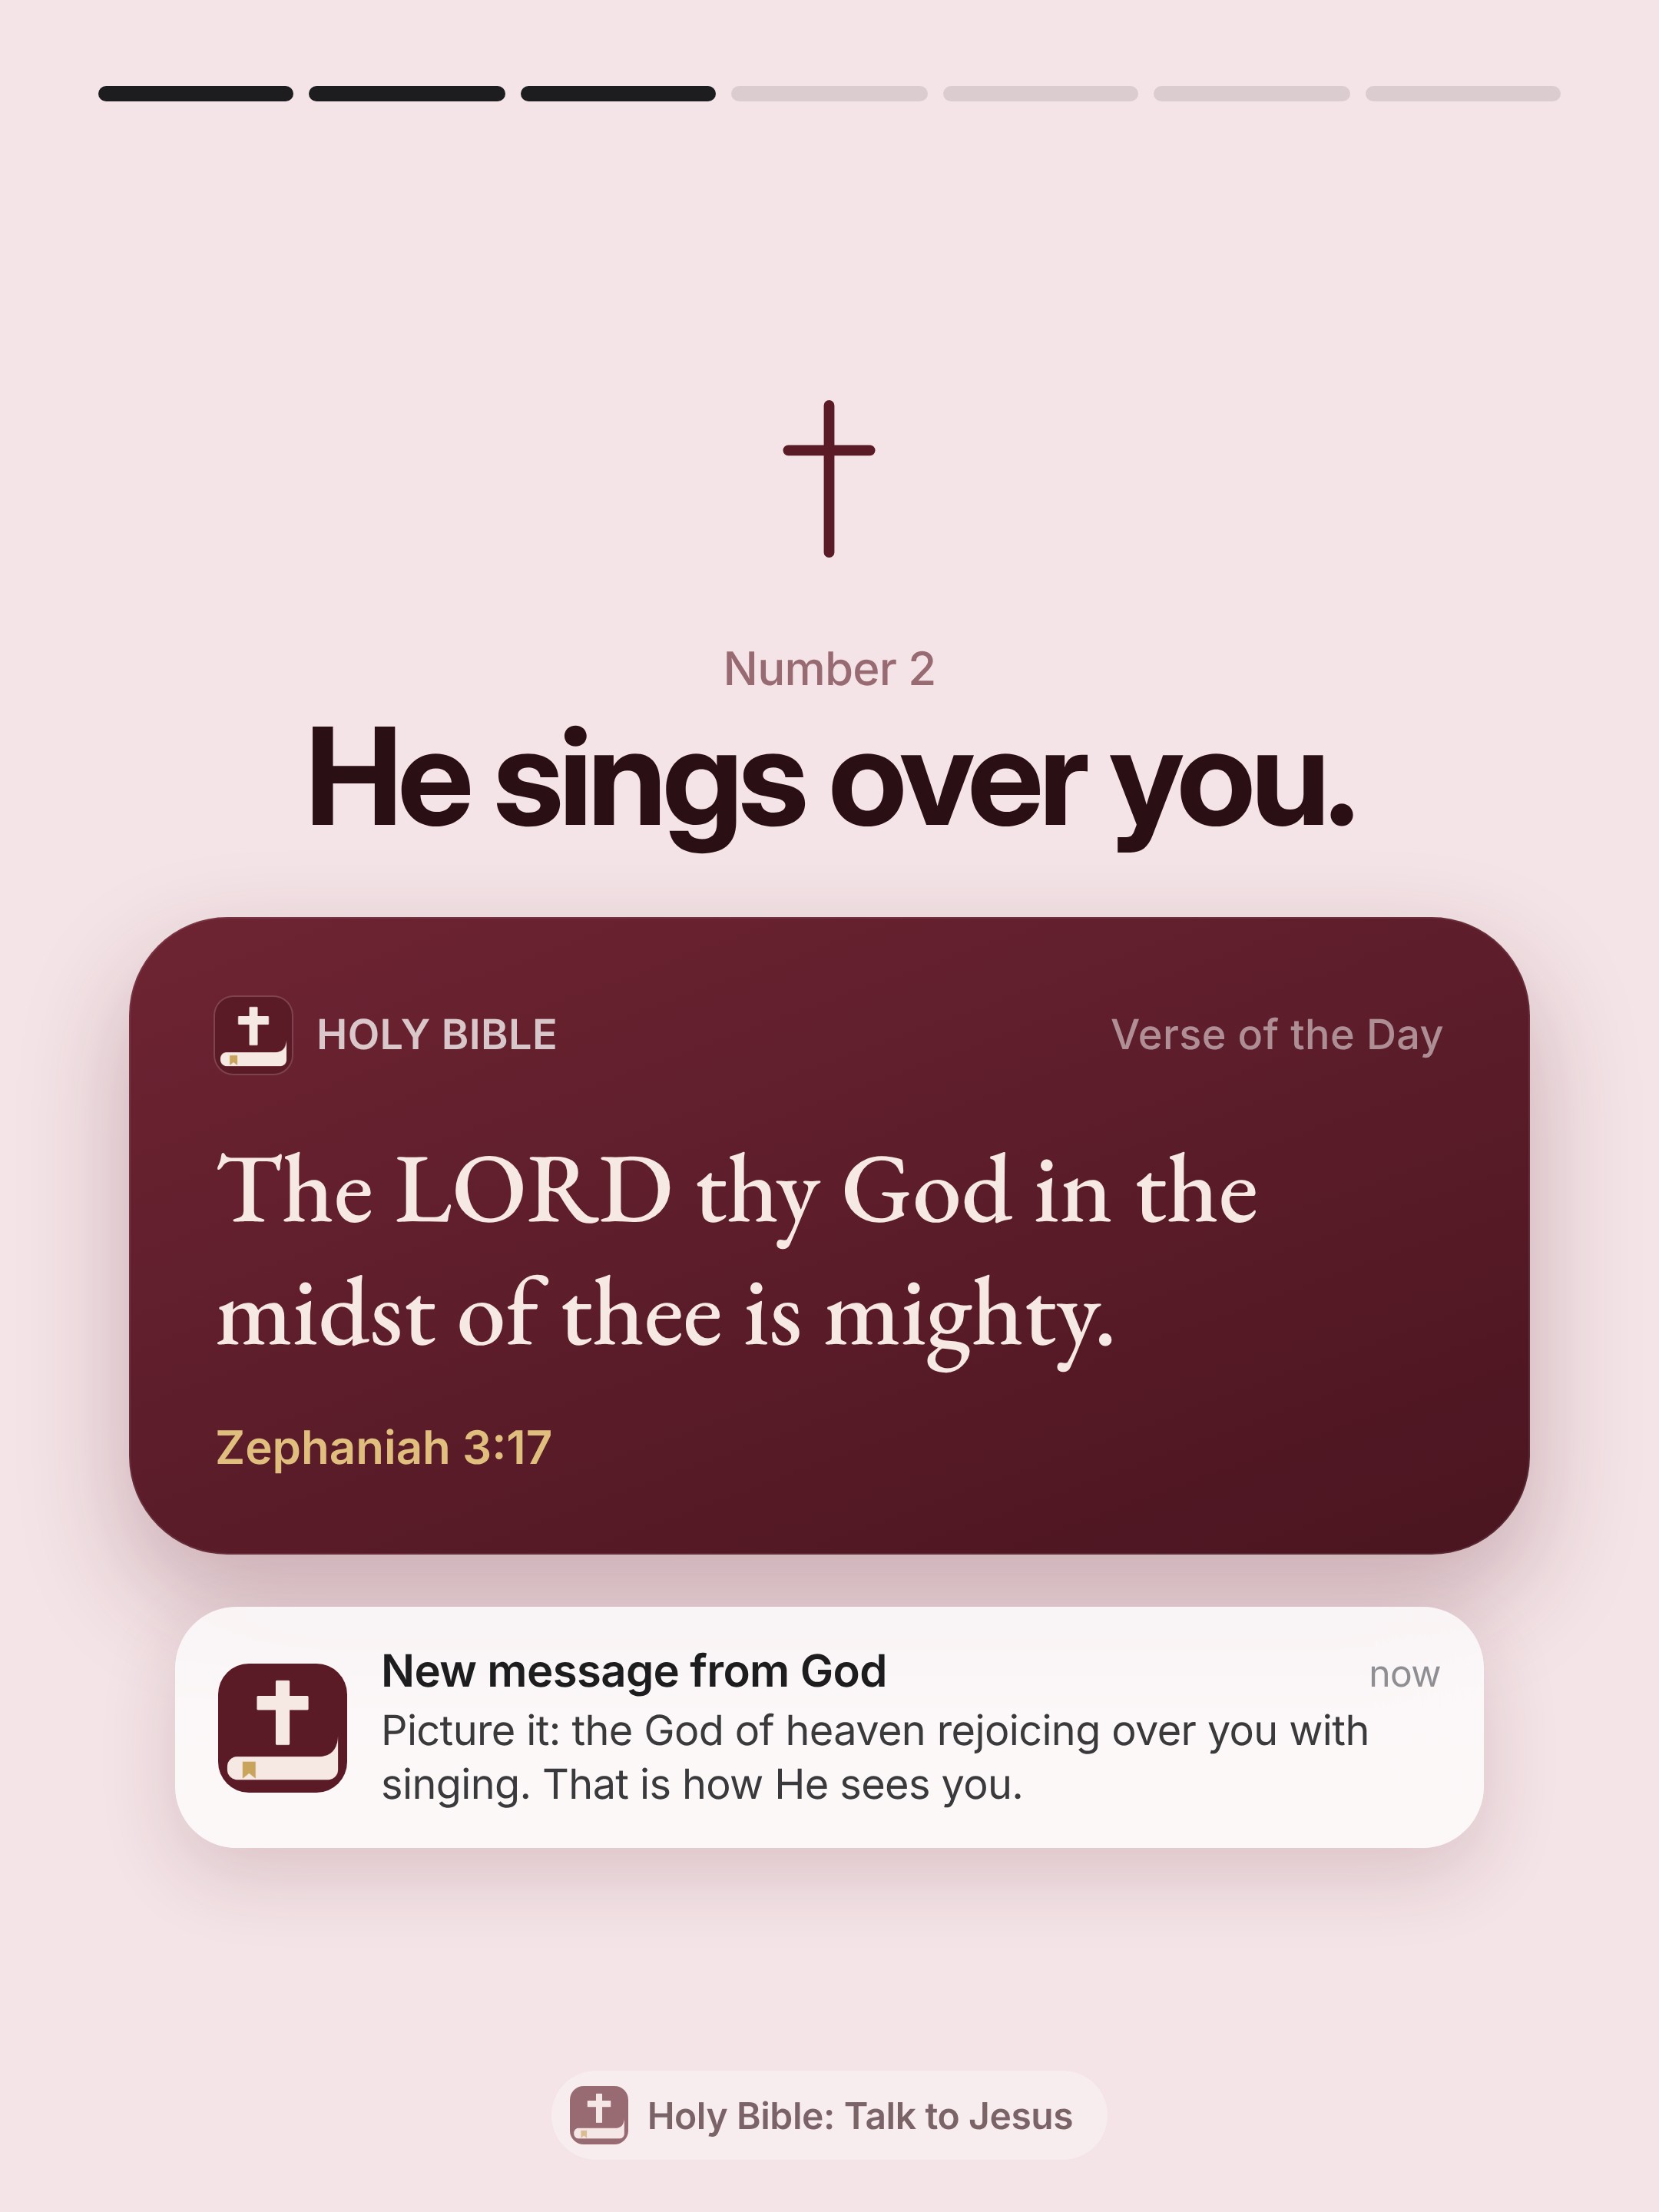 Number 2
He sings over you.
HOLY BIBLE
Verse of the Day
The LORD thy God in the
midst of thee is mighty.
Zephaniah 3:17
New message from God
now
Picture it: the God of heaven rejoicing over you with
singing. That is how He sees you.
Holy Bible: Talk to Jesus